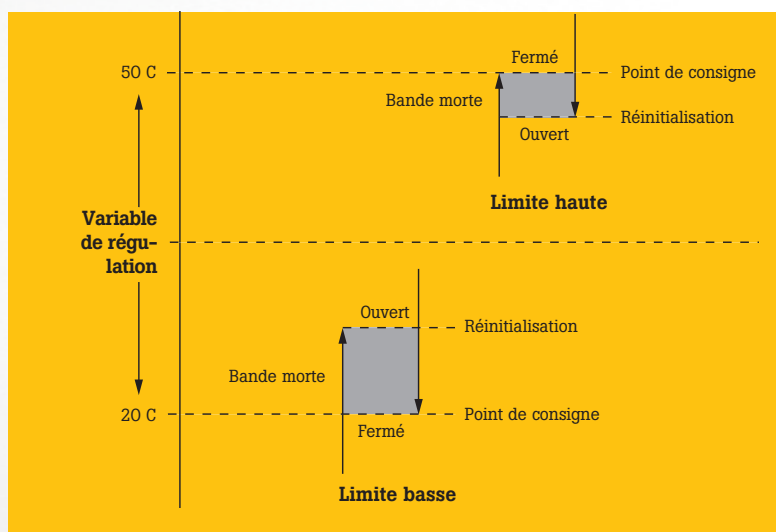 Fermé
50 C
Point de consigne
Bande morte
Réinitialisation
Ouvert
Limite haute
Variable
de régu-
lation
Ouvert
Réinitialisation
Bande morte
20 C
Point de consigne
Fermé
Limite basse